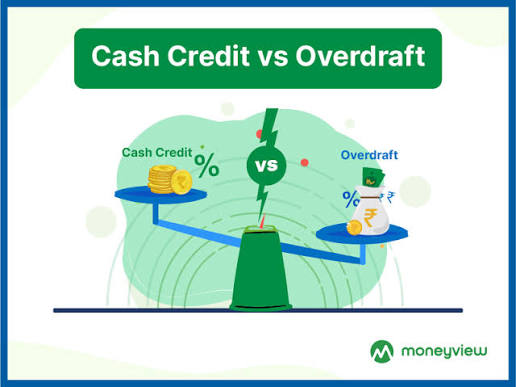 Cash Credit vs Overdraft
Cash Credit
%
VS
Overdraft
% ₹ ₹
₹
moneyview